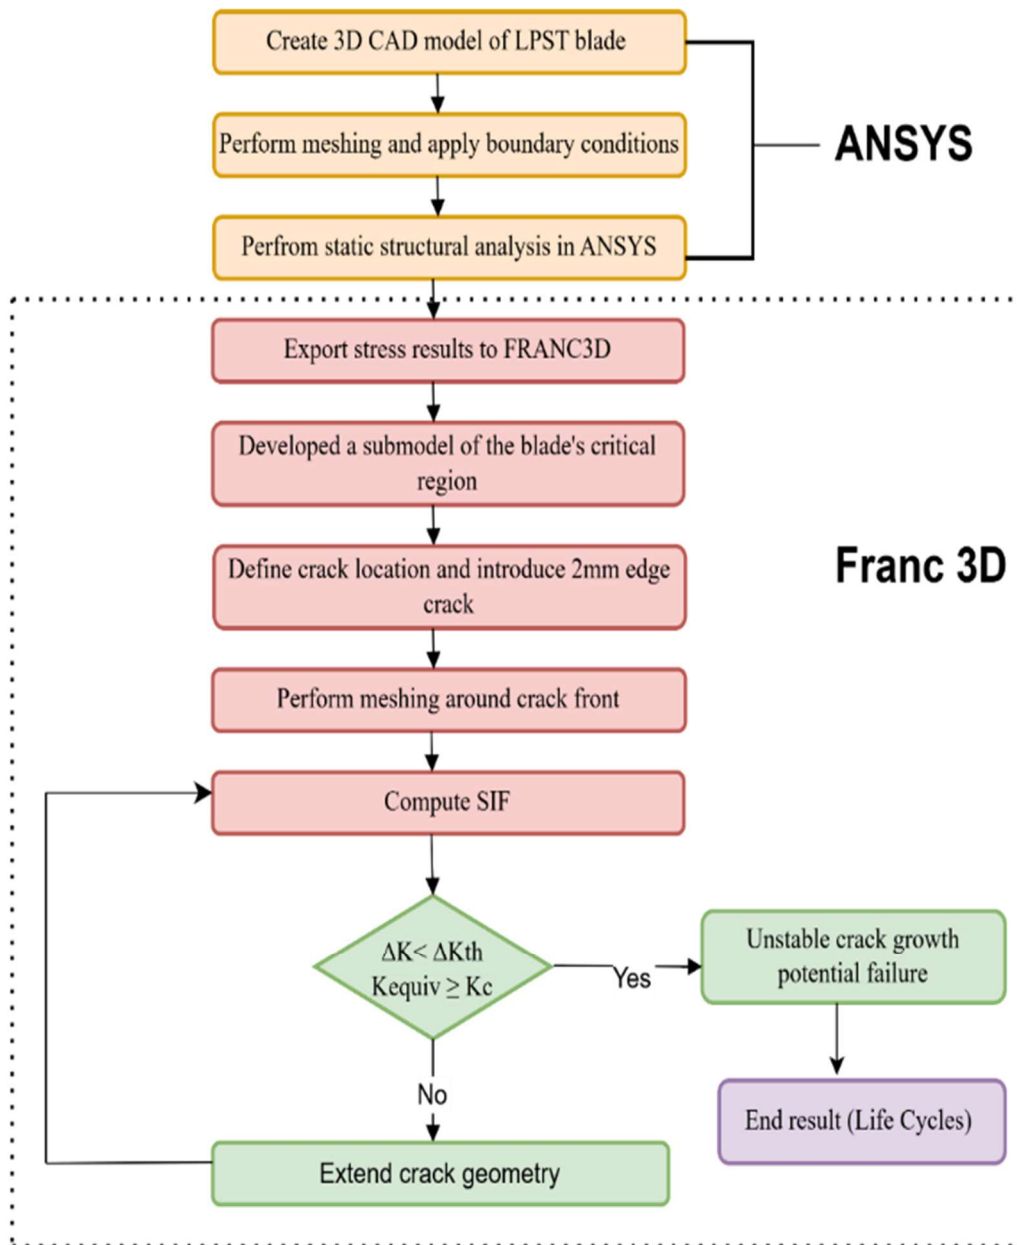 Create 3D CAD model of LPST blade
Perform meshing and apply boundary conditions
ANSYS
Perfrom static structural analysis in ANSYS
Export stress results to FRANC3D
Developed a submodel of the blade's critical
region
Define crack location and introduce 2mm edge
crack
Franc 3D
Perform meshing around crack front
Compute SIF
ΔK< ΔKth
Kequiv ≥ Kc
Yes
Unstable crack growth
potential failure
No
End result (Life Cycles)
Extend crack geometry